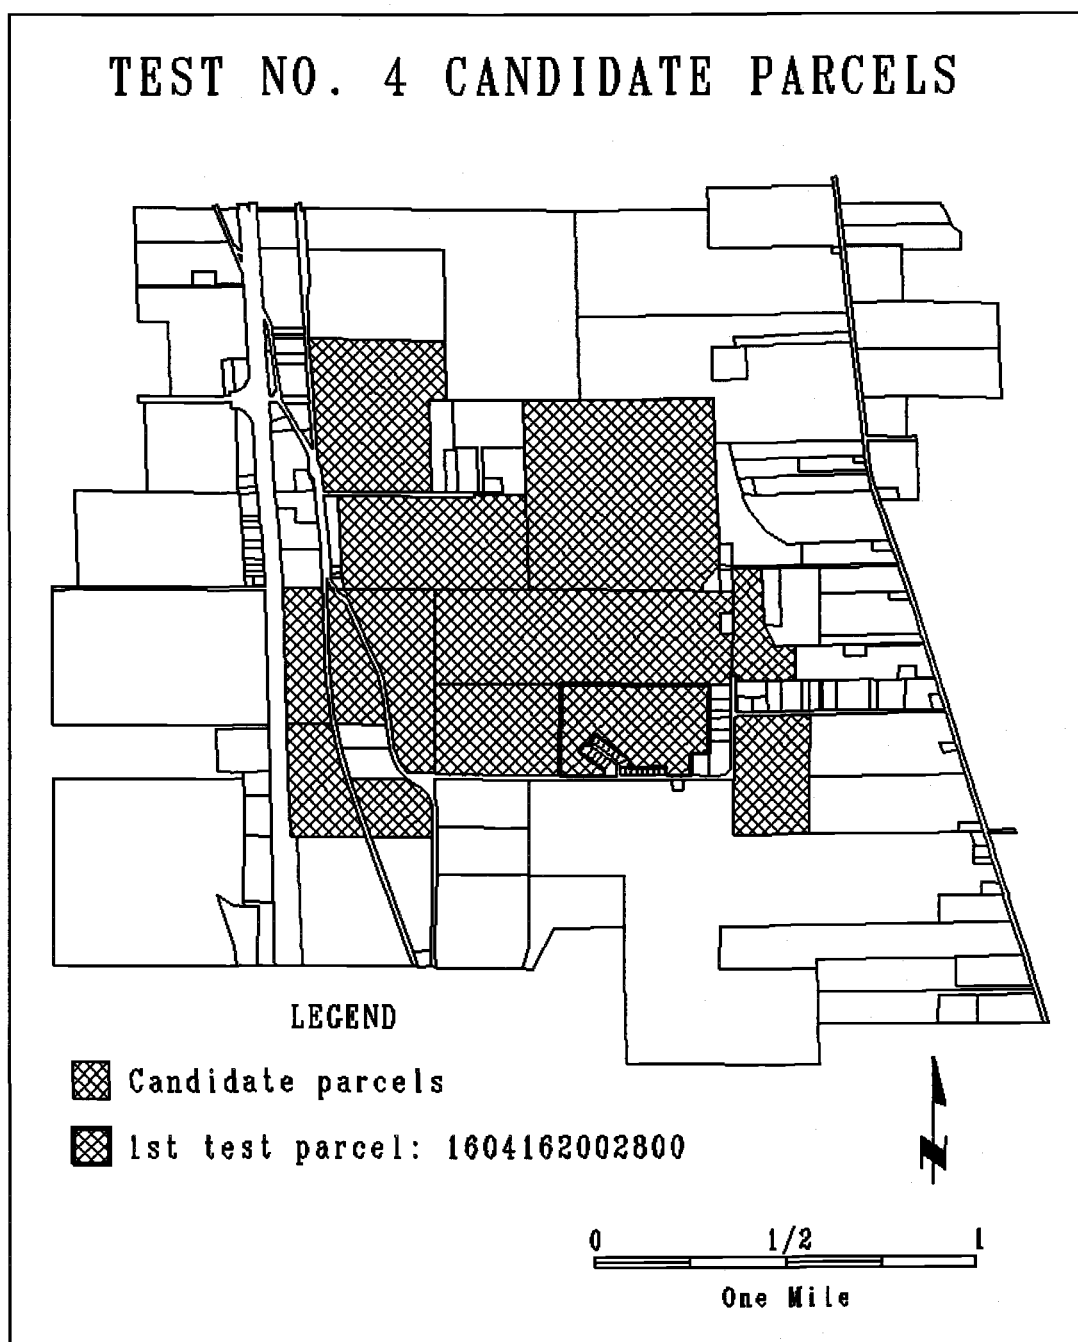 TEST NO. 4 CANDIDATE PARCELS
LEGEND
Candidate parcels
1st test parcel: 1604162002800
N
0 1/2 1
One Mile